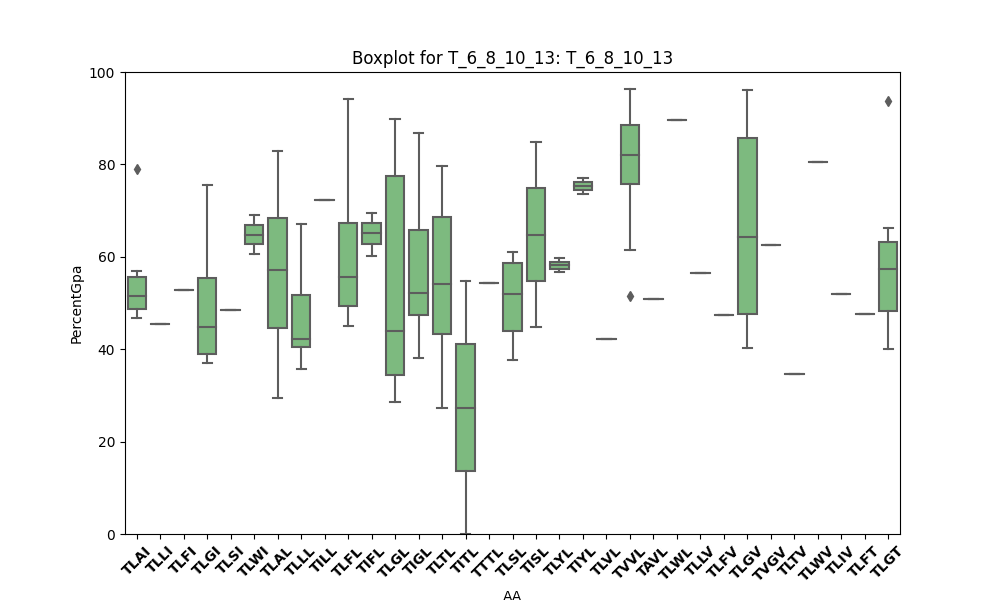 Boxplot for T_6_8_10_13: T_6_8_10_13
100
80
60
40
20
0
PercentGpa
TLAI TLLI TLFI TLGI TLSI TLWI TLAL TLLL TILL TLFL TIFL TLGL TIGL TLTL TITL TTTL TLSL TISL TLYL TIYL TLVL TVVL TAVL TLWL TLLV TLFV TLGV TVGV TLTV TLWV TLIV TLFT TLGT
AA